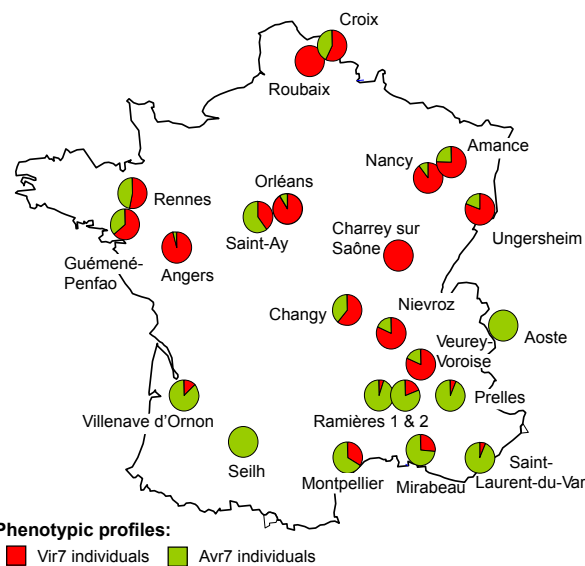 Croix
Roubaix
Amance
Nancy
Orléans
Rennes
Saint-Ay
Charrey sur
Saône
Ungersheim
Guémené-
Penfao
Angers
Nievroz
Changy
Aoste
Veurey-
Voroise
Prelles
Villenave d'Ornon
Ramières 1 & 2
Seilh
Montpellier
Mirabeau
Saint-
Laurent-du-Var
Phenotypic profiles:
Vir7 individuals
Avr7 individuals